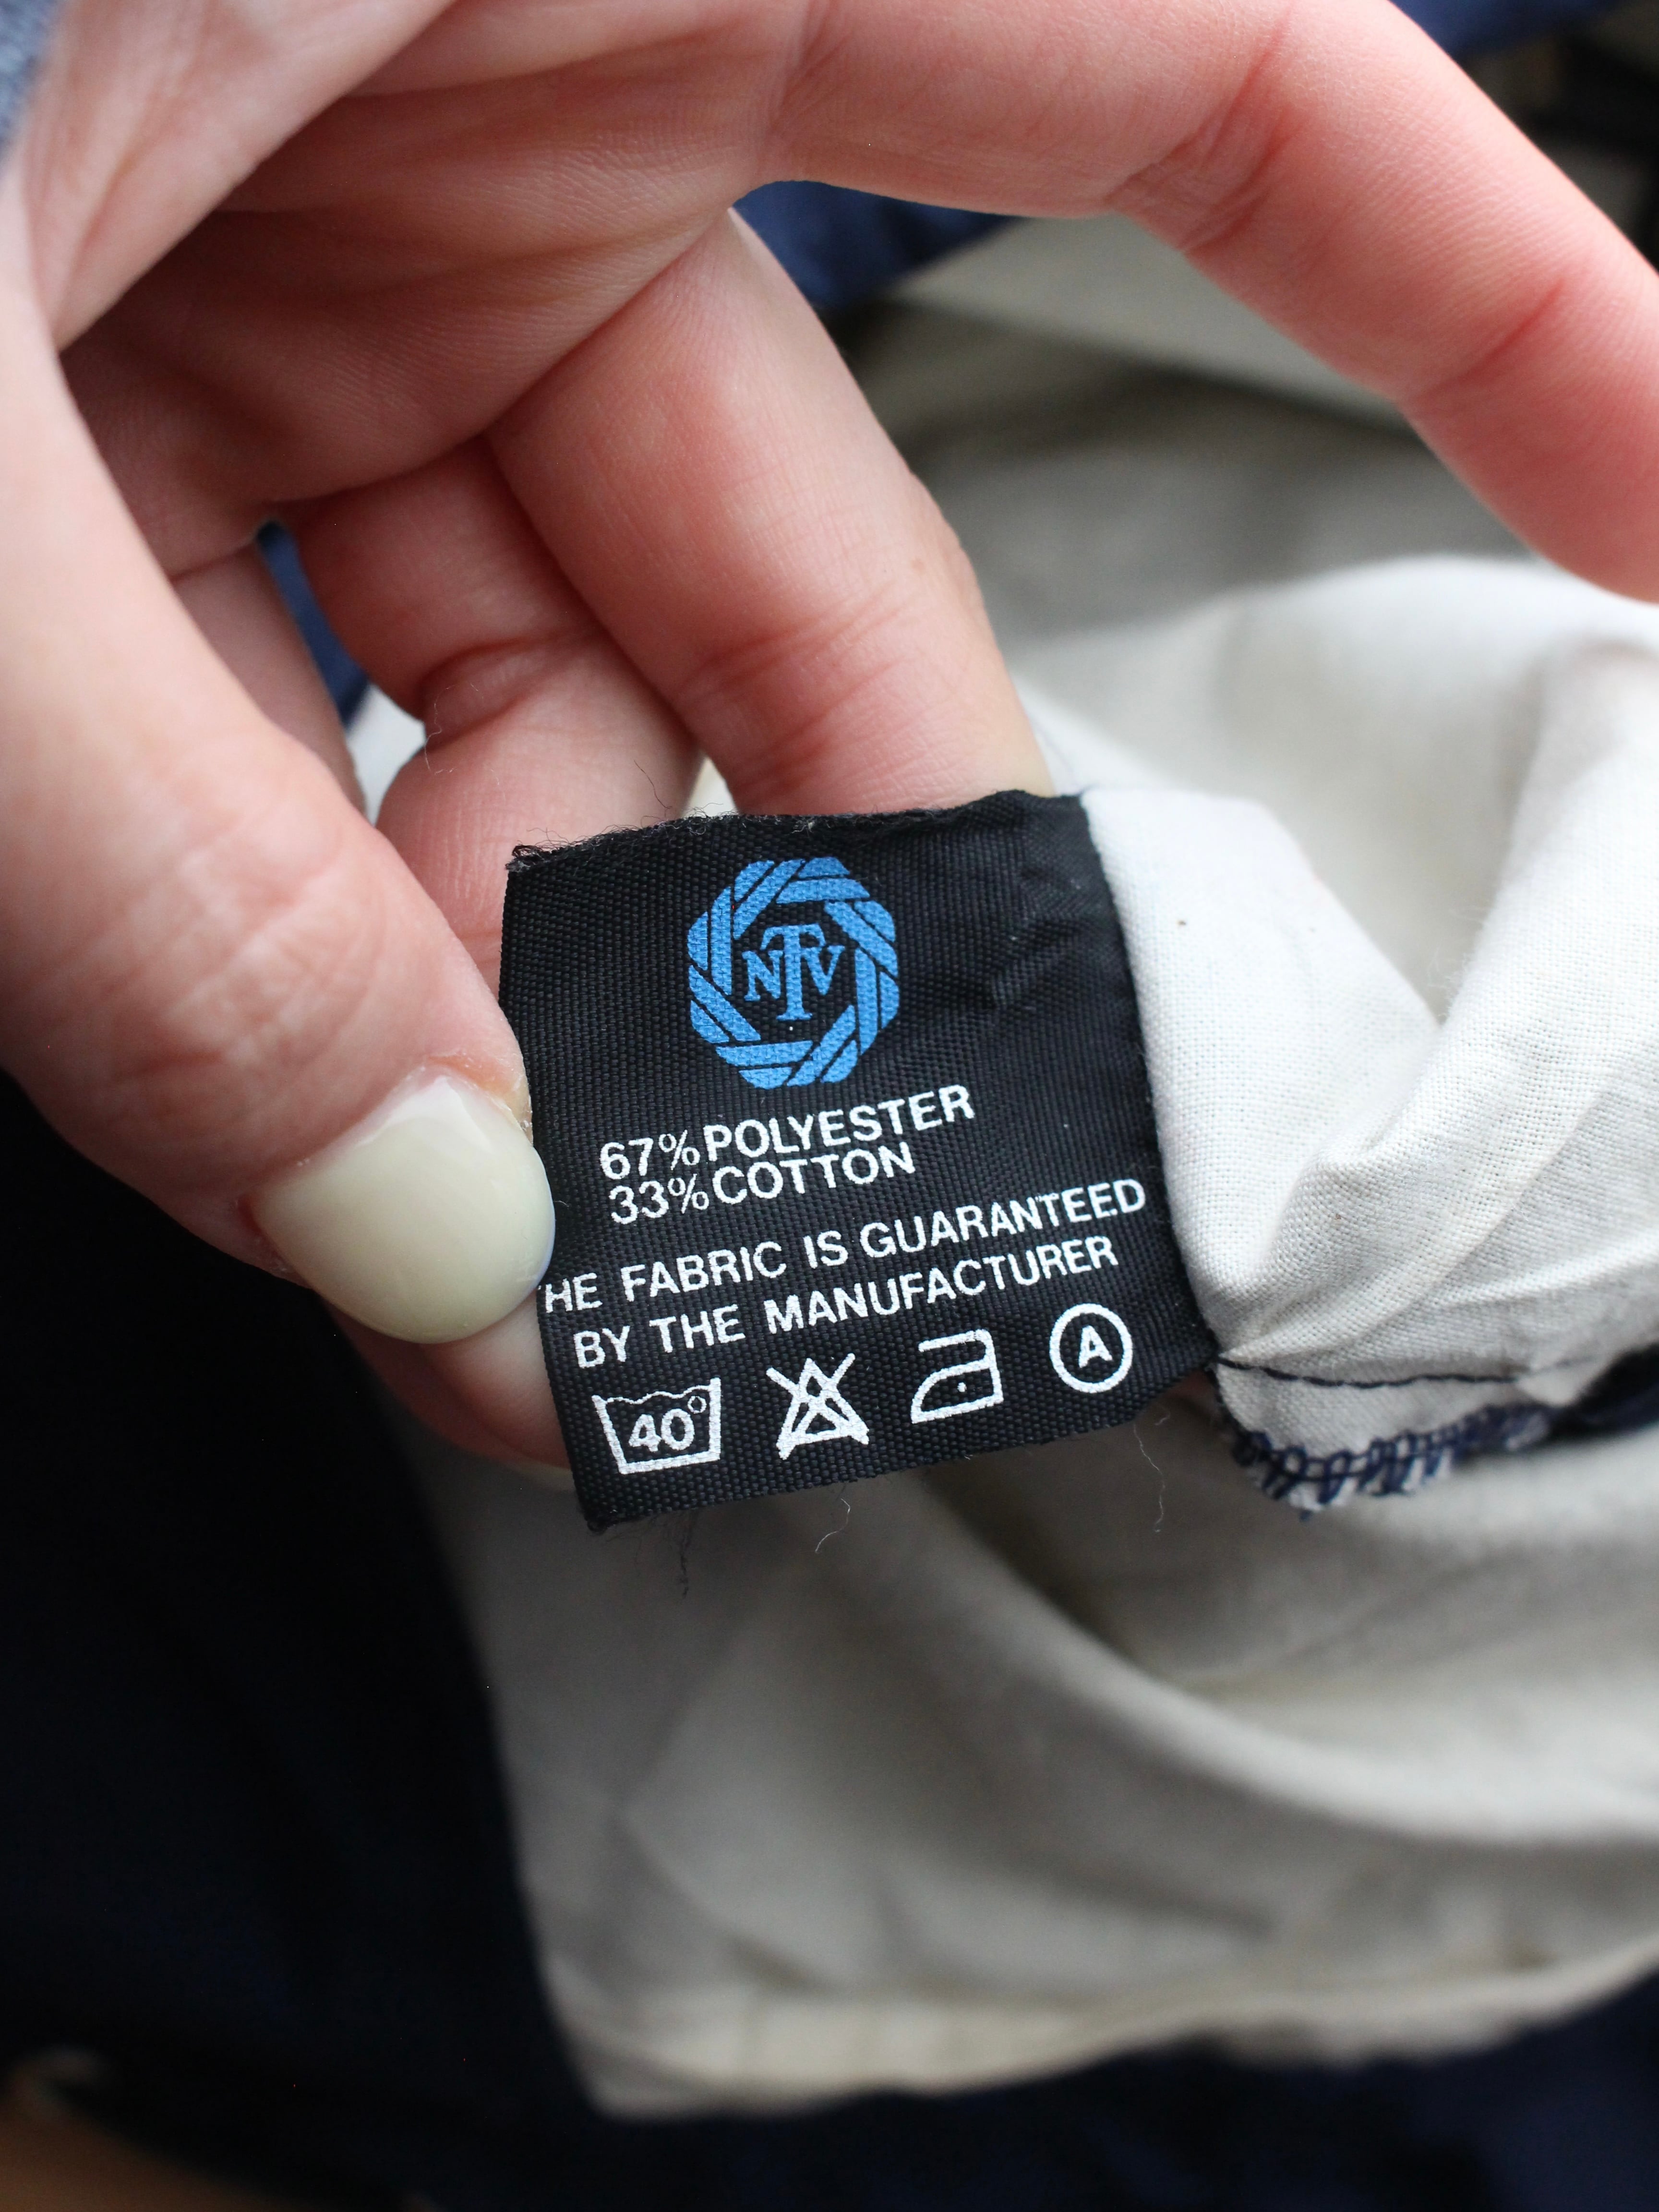 NTV
67% POLYESTER
33% COTTON
HE FABRIC IS GUARANTEED
BY THE MANUFACTURER
40° A